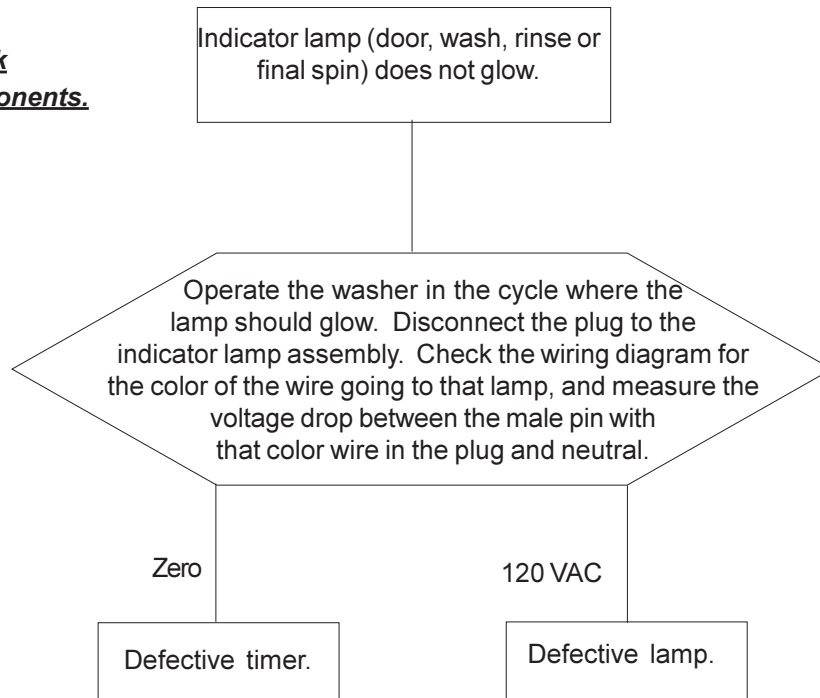 onents.
Indicator lamp (door, wash, rinse or
final spin) does not glow.
Operate the washer in the cycle where the
lamp should glow. Disconnect the plug to the
indicator lamp assembly. Check the wiring diagram for
the color of the wire going to that lamp, and measure the
voltage drop between the male pin with
that color wire in the plug and neutral.
Zero
120 VAC
Defective timer.
Defective lamp.